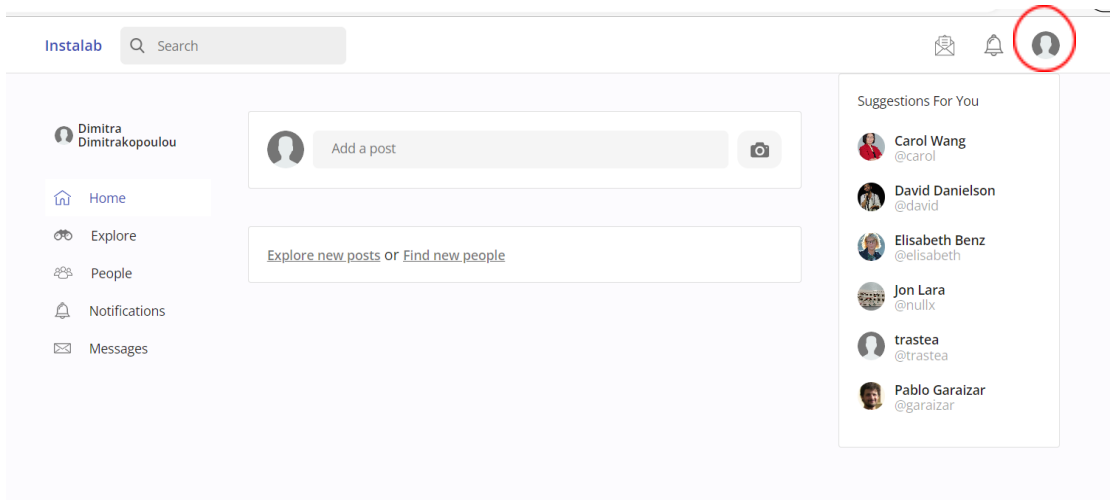 Instalab
Search
Dimitra
Dimitrakopoulou
Home
Explore
People
Notifications
Messages
Add a post
Explore new posts or Find new people
Suggestions For You
Carol Wang
@carol
David Danielson
@david
Elisabeth Benz
@elisabeth
Jon Lara
@nullx
trastea
@trastea
Pablo Garaizar
@garaizar